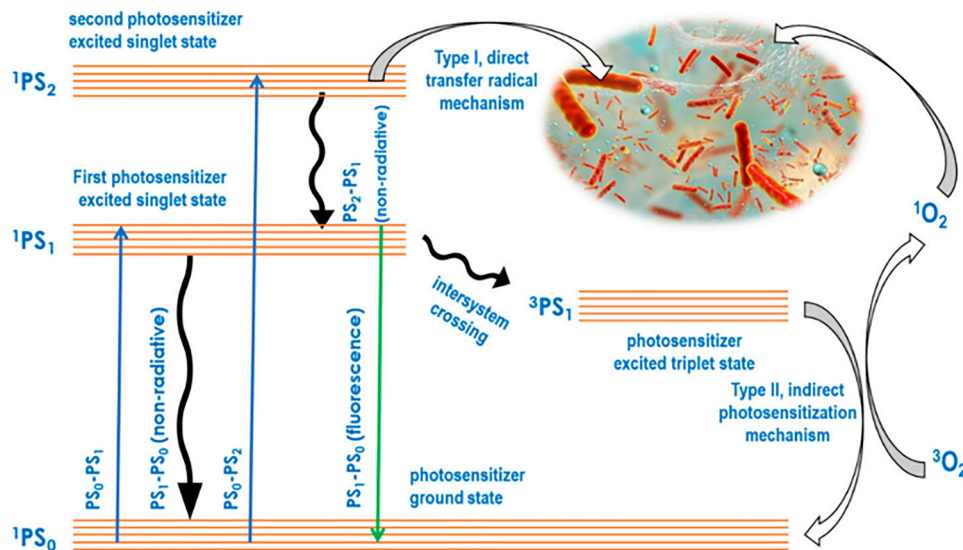 second photosensitizer
excited singlet state
¹PS₂
Type I, direct
transfer radical
mechanism
PS₂-PS₁
(non-radiative)
First photosensitizer
excited singlet state
¹PS₁
¹O₂
intersystem
crossing
³PS₁
photosensitizer
excited triplet state
Type II, indirect
photosensitization
mechanism
PS₀-PS₁
PS₁-PS₀ (non-radiative)
PS₀-PS₂
PS₁-PS₀ (fluorescence)
photosensitizer
ground state
³O₂
¹PS₀